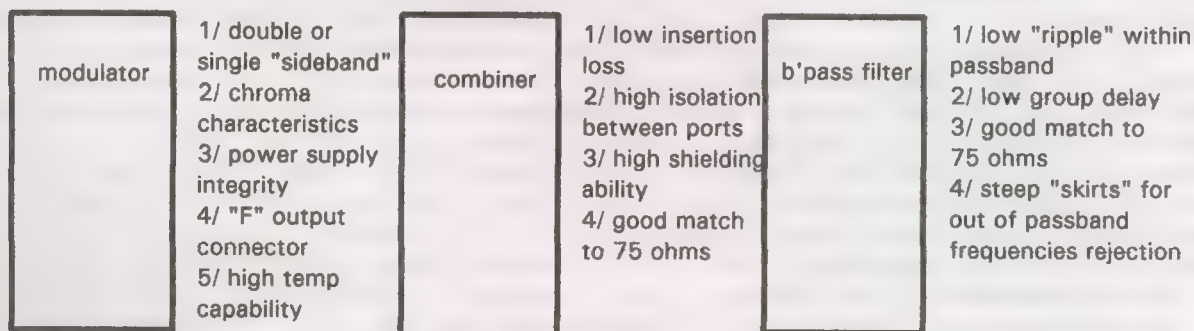 modulator
1/ double or
single "sideband"
2/ chroma
characteristics
3/ power supply
integrity
4/ "F" output
connector
5/ high temp
capability
combiner
1/ low insertion
loss
2/ high isolation
between ports
3/ high shielding
ability
4/ good match
to 75 ohms
b'pass filter
1/ low "ripple" within
passband
2/ low group delay
3/ good match to
75 ohms
4/ steep "skirts" for
out of passband
frequencies rejection